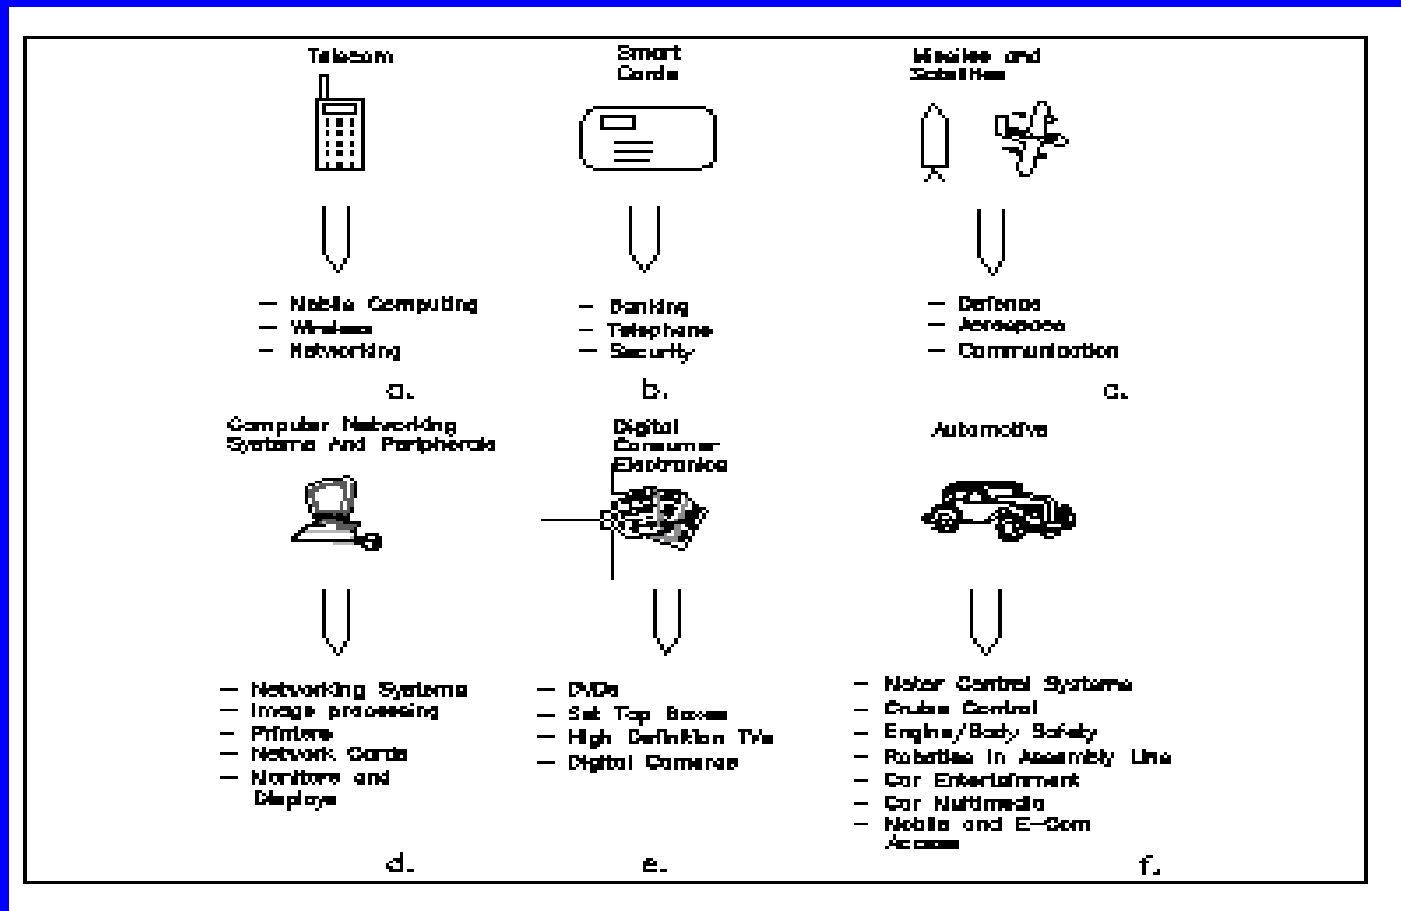 Telecom
— Mobile Computing
— Wireless
— Networking
a.
Smart
Cards
— Banking
— Telephone
— Security
b.
Missiles and
Satellites
— Defence
— Aerospace
— Communication
c.
Computer Networking
Systems And Peripherals
— Networking Systems
— Image processing
— Printers
— Network Cards
— Monitors and
Displays
d.
Digital
Consumer
Electronics
— DVDs
— Set Top Boxes
— High Definition TVs
— Digital Cameras
e.
Automotive
— Motor Control Systems
— Cruise Control
— Engine/Body Safety
— Robotics in Assembly Line
— Car Entertainment
— Car Multimedia
— Mobile and E-Com
Access
f.